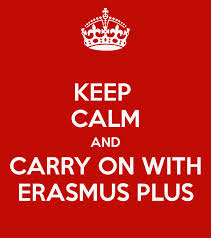 KEEP
CALM
AND
CARRY ON WITH
ERASMUS PLUS